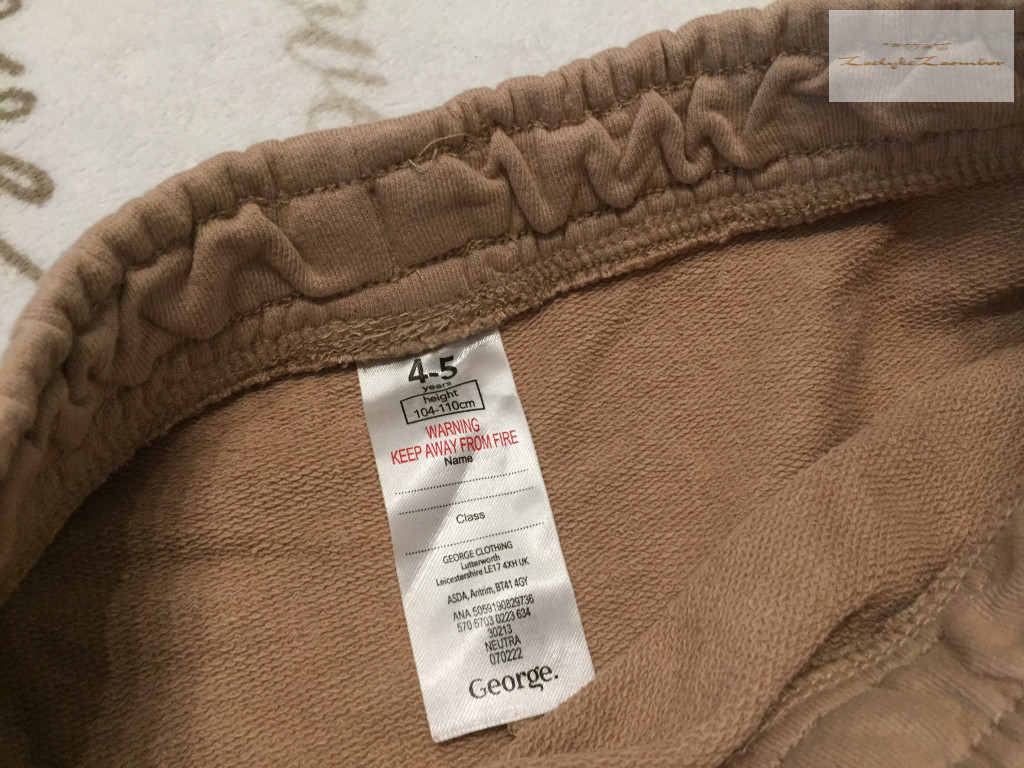 4-5
years
height
104-110cm
WARNING
KEEP AWAY FROM FIRE
Name
Class
GEORGE CLOTHING
Lutterworth
Leicestershire LE17 4XH UK
ASDA, Antrim, BT41 4GY
ANA 5059190829736
570 5703 0223 634
30213
NEUTRA
070222
George.